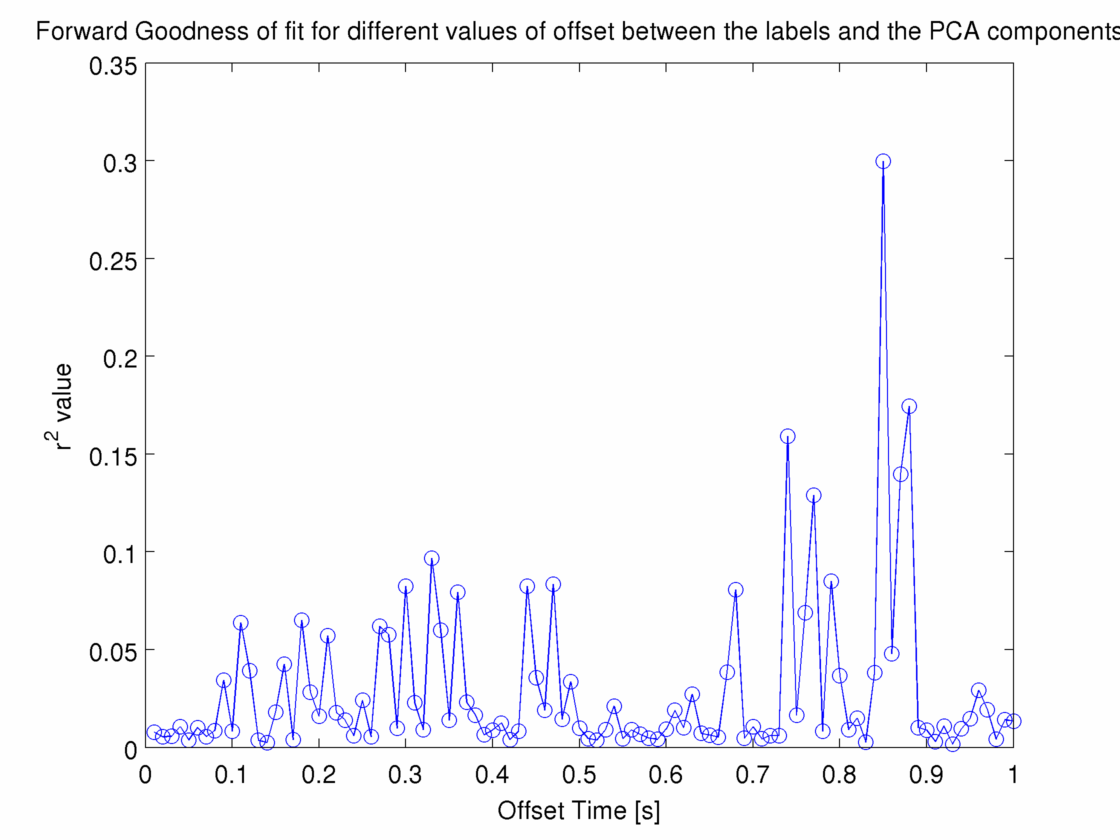 Forward Goodness of fit for different values of offset between the labels and the PCA components
0.35
0.3
0.25
0.2
0.15
0.1
0.05
0
r² value
0 0.1 0.2 0.3 0.4 0.5 0.6 0.7 0.8 0.9 1
Offset Time [s]